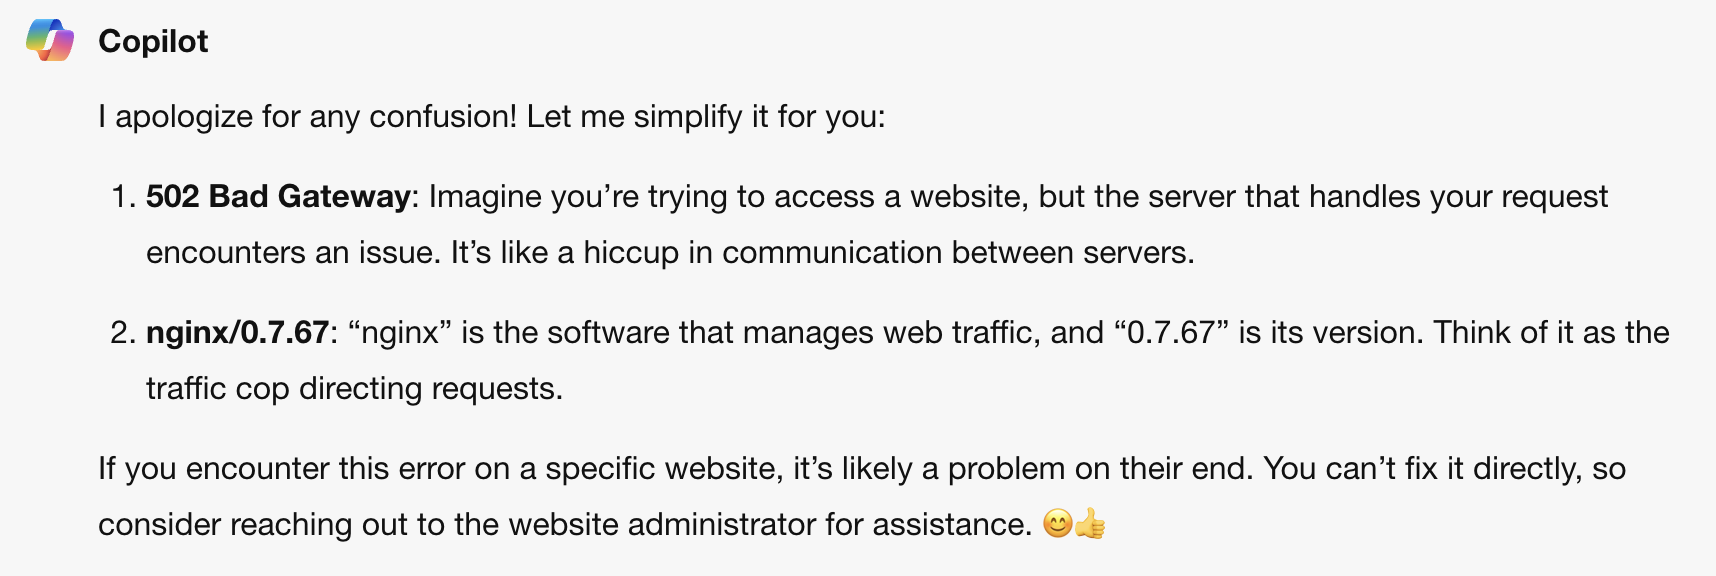 Copilot
I apologize for any confusion! Let me simplify it for you:
1. 502 Bad Gateway: Imagine you’re trying to access a website, but the server that handles your request
encounters an issue. It’s like a hiccup in communication between servers.
2. nginx/0.7.67: “nginx” is the software that manages web traffic, and “0.7.67” is its version. Think of it as the
traffic cop directing requests.
If you encounter this error on a specific website, it’s likely a problem on their end. You can’t fix it directly, so
consider reaching out to the website administrator for assistance. 😊👍